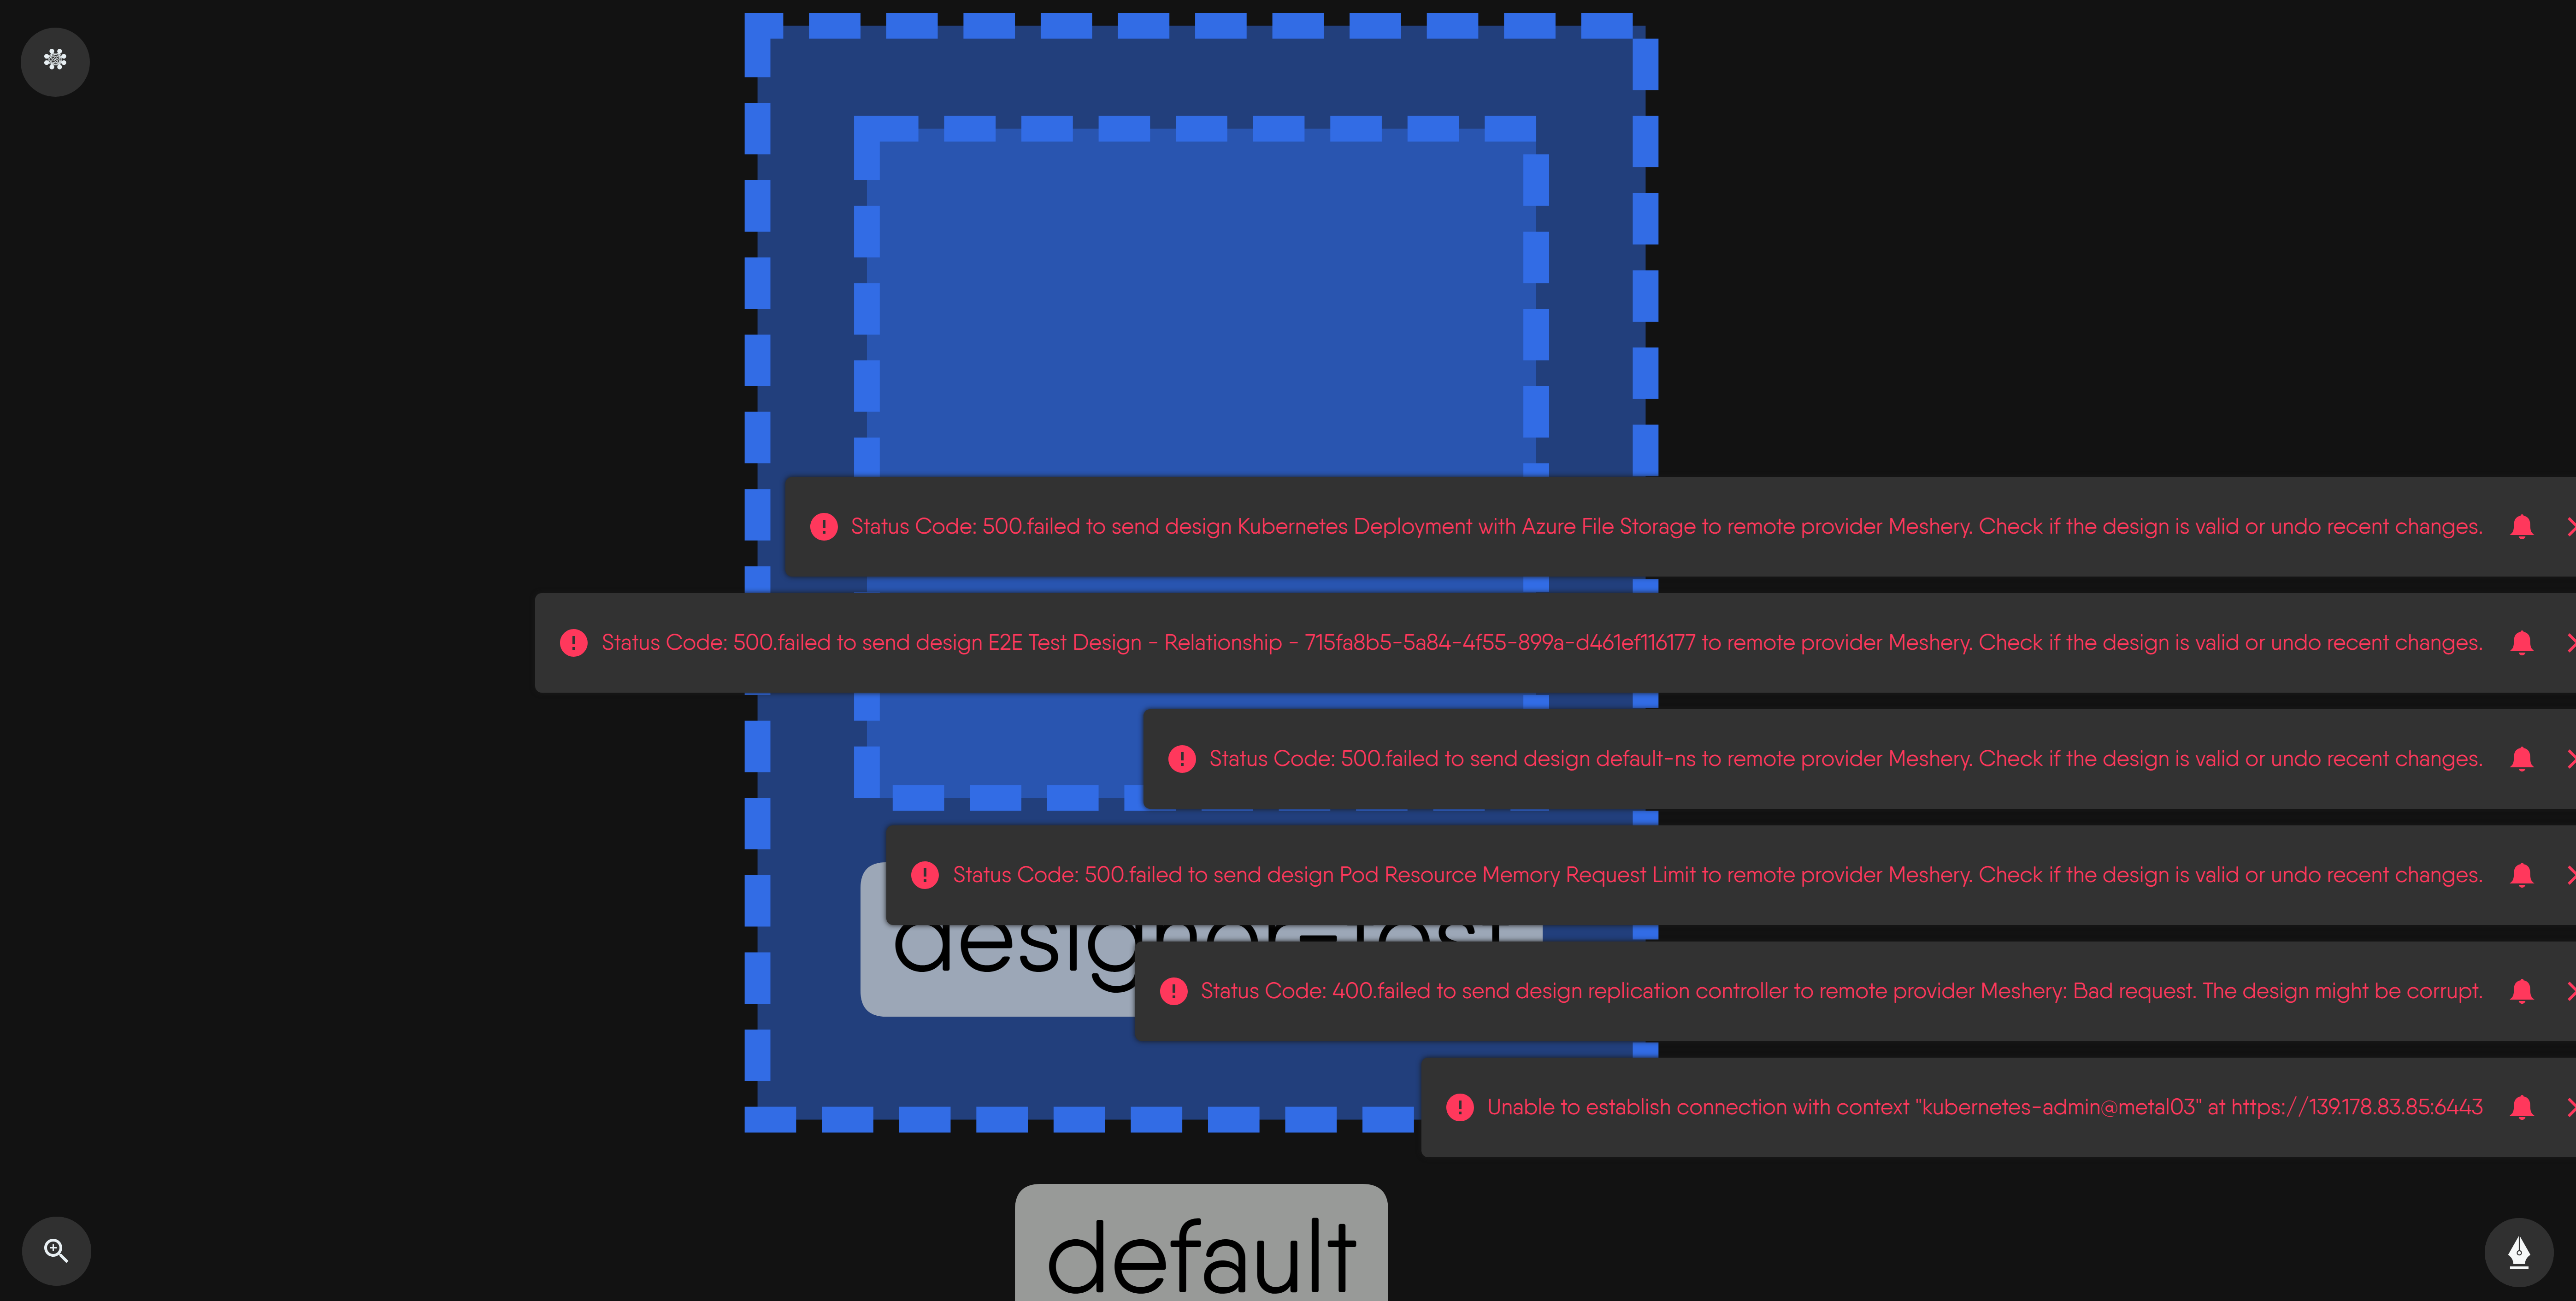 Status Code: 500.failed to send design Kubernetes Deployment with Azure File Storage to remote provider Meshery. Check if the design is valid or undo recent changes.
Status Code: 500.failed to send design E2E Test Design - Relationship - 715fa8b5-5a84-4f55-899a-d461ef116177 to remote provider Meshery. Check if the design is valid or undo recent changes.
Status Code: 500.failed to send design default-ns to remote provider Meshery. Check if the design is valid or undo recent changes.
Status Code: 500.failed to send design Pod Resource Memory Request Limit to remote provider Meshery. Check if the design is valid or undo recent changes.
Status Code: 400.failed to send design replication controller to remote provider Meshery: Bad request. The design might be corrupt.
Unable to establish connection with context "kubernetes-admin@metal03" at https://139.178.83.85:6443
default